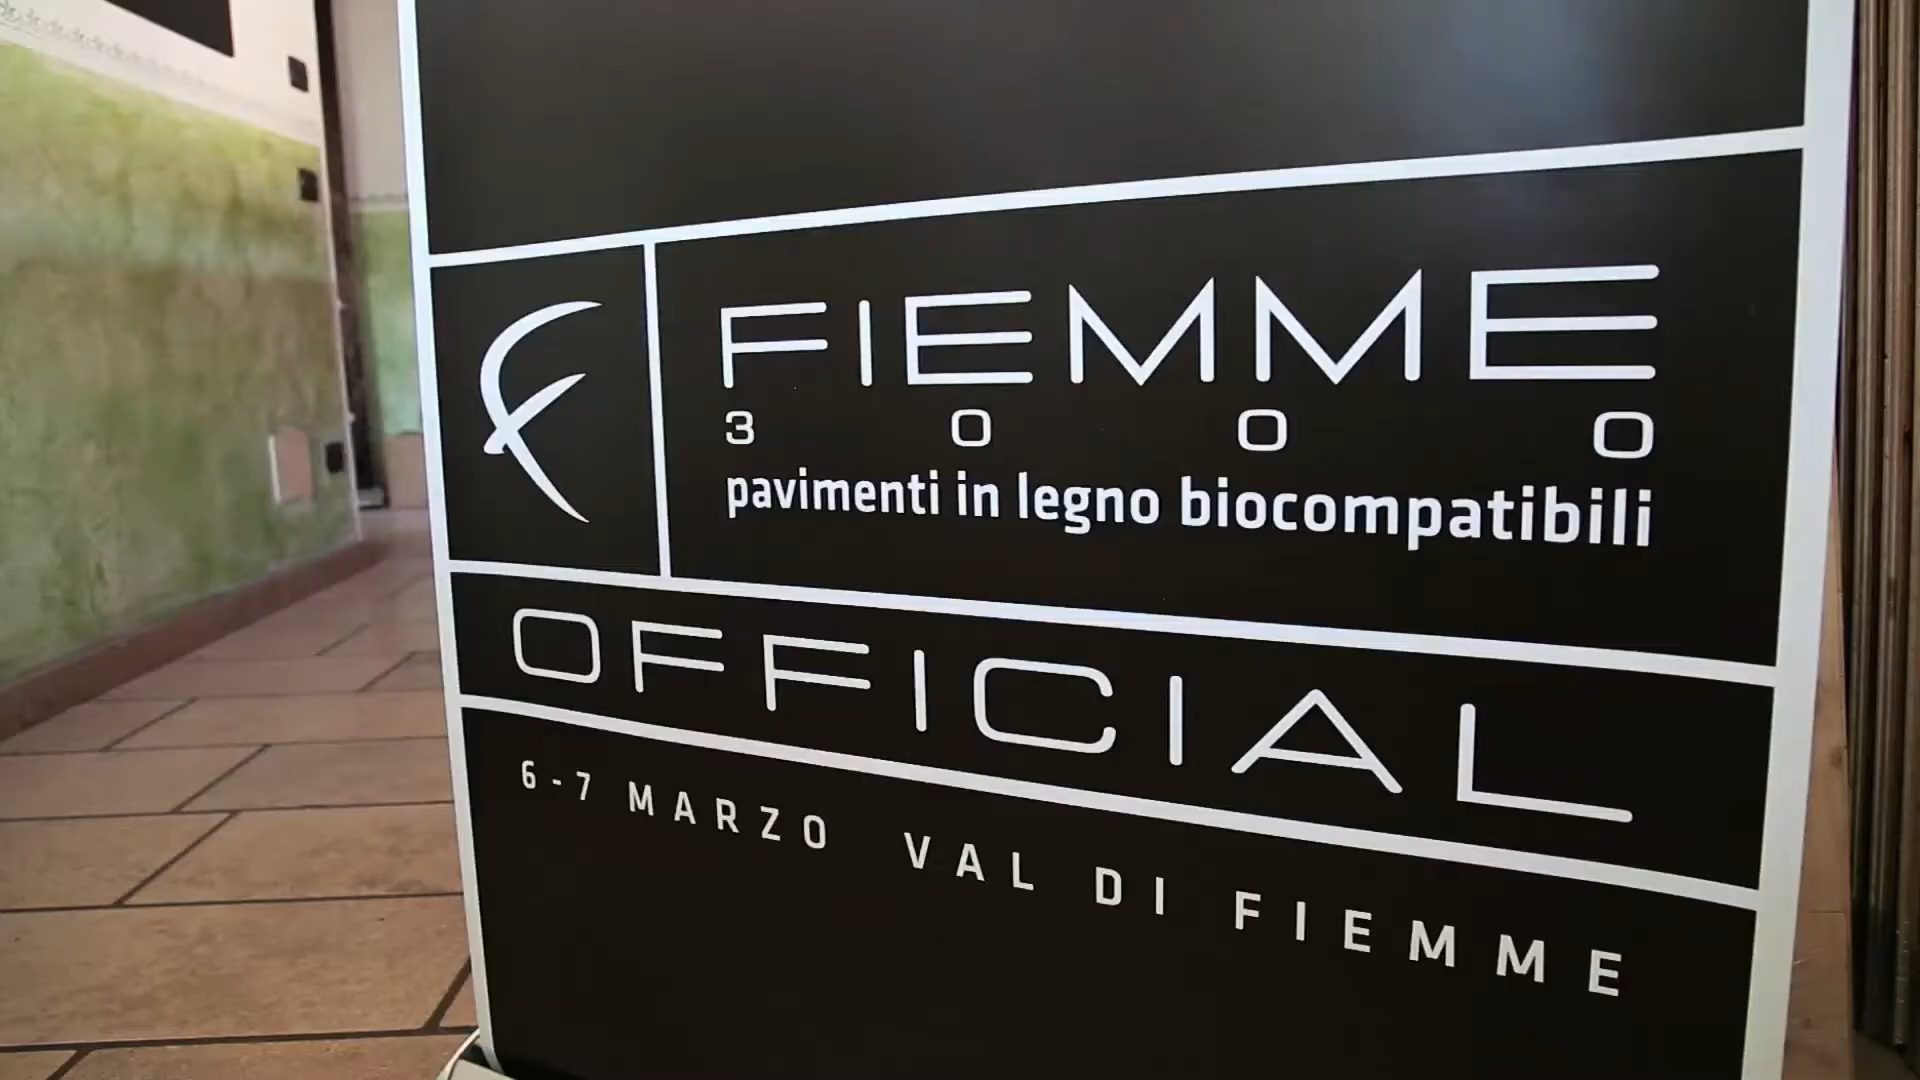 FIEMME
3000
pavimenti in legno biocompatibili
OFFICIAL
6-7 MARZO VAL DI FIEMME